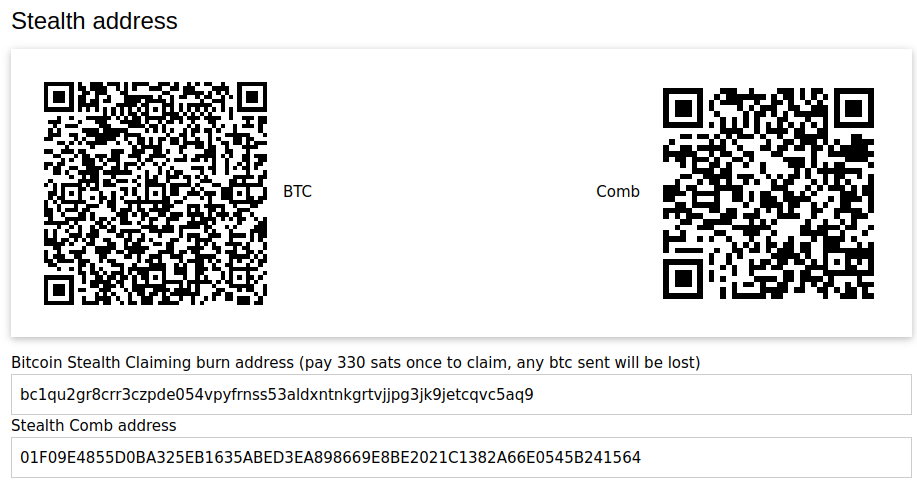 Stealth address
BTC
Comb
Bitcoin Stealth Claiming burn address (pay 330 sats once to claim, any btc sent will be lost)
bc1qu2gr8crr3czpde054vpyfrnss53aldxntnkgrtvjjpg3jk9jetcqvc5aq9
Stealth Comb address
01F09E4855D0BA325EB1635ABED3EA898669E8BE2021C1382A66E0545B241564